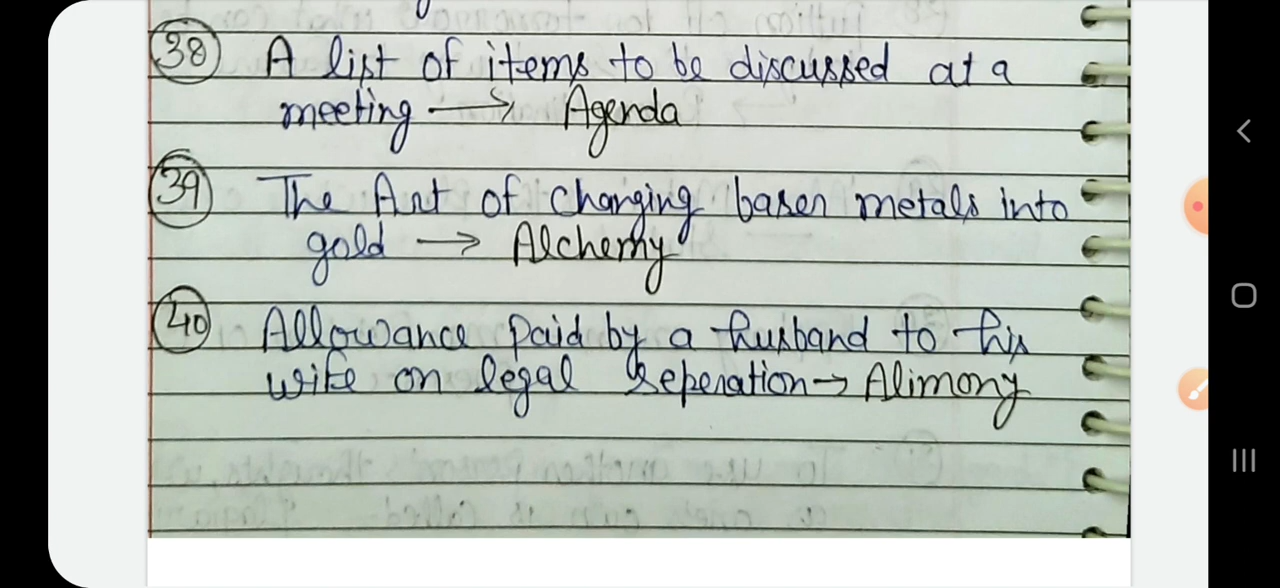 38 A list of items to be discussed at a
meeting → Agenda
39 The Art of Changing baser metals into
gold → Alchemy
40 Allowance paid by a husband to his
wife on legal seperation → Alimony